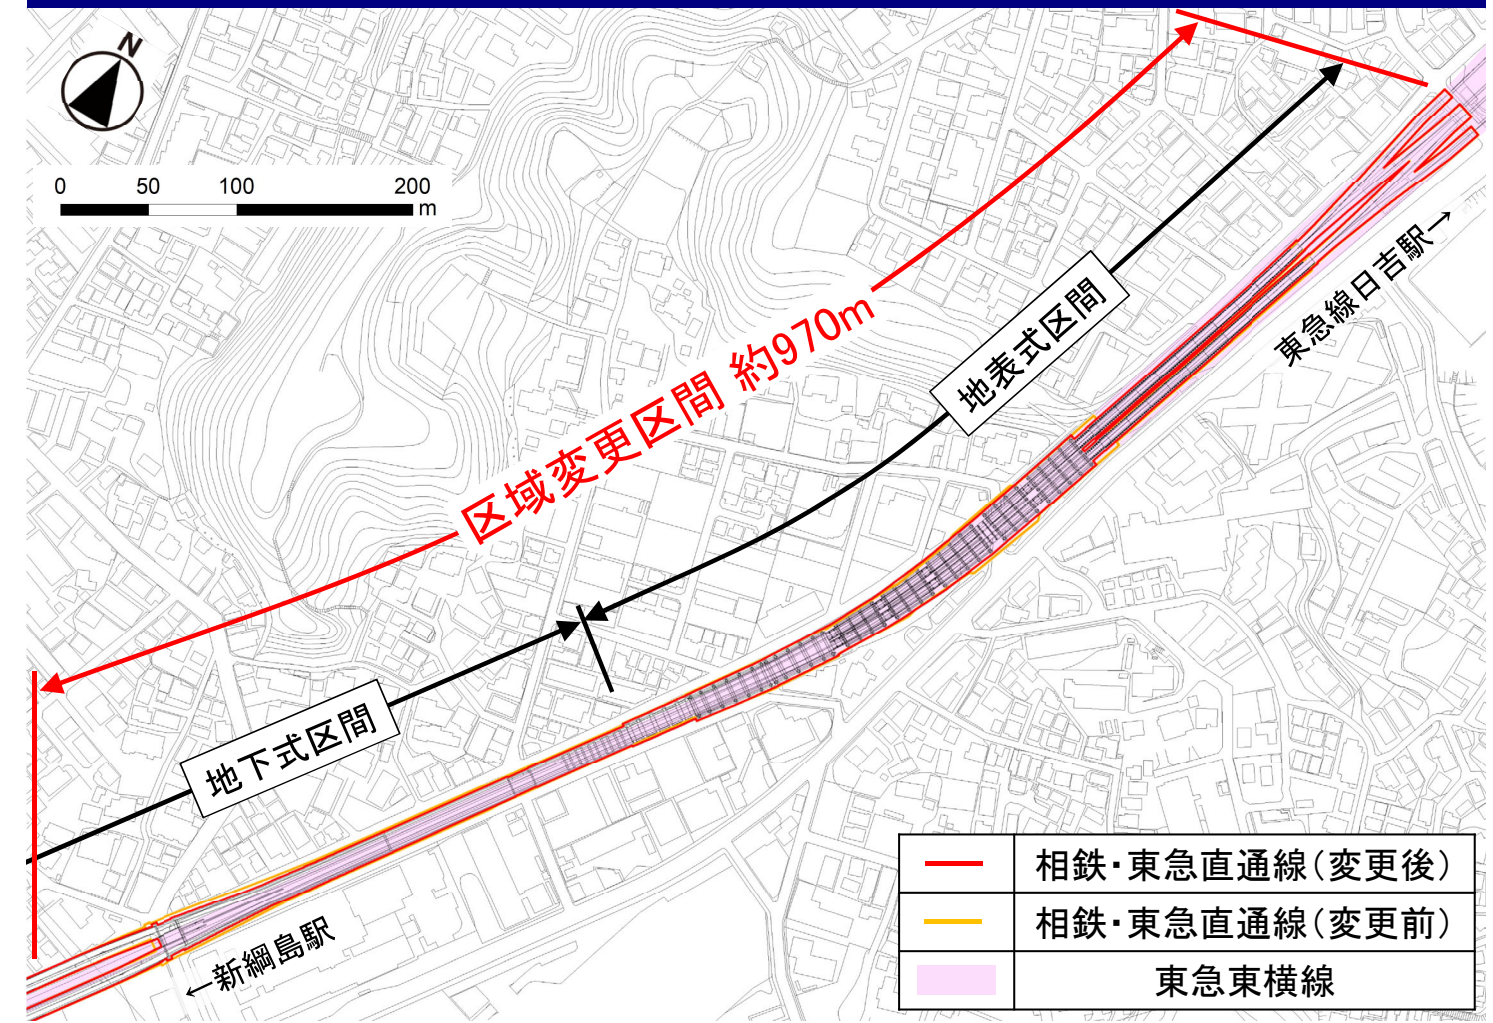 N
0 50 100 200
m
区域変更区間 約970m
地表式区間
東急線日吉駅→
地下式区間
←新綱島駅
相鉄・東急直通線(変更後)
相鉄・東急直通線(変更前)
東急東横線